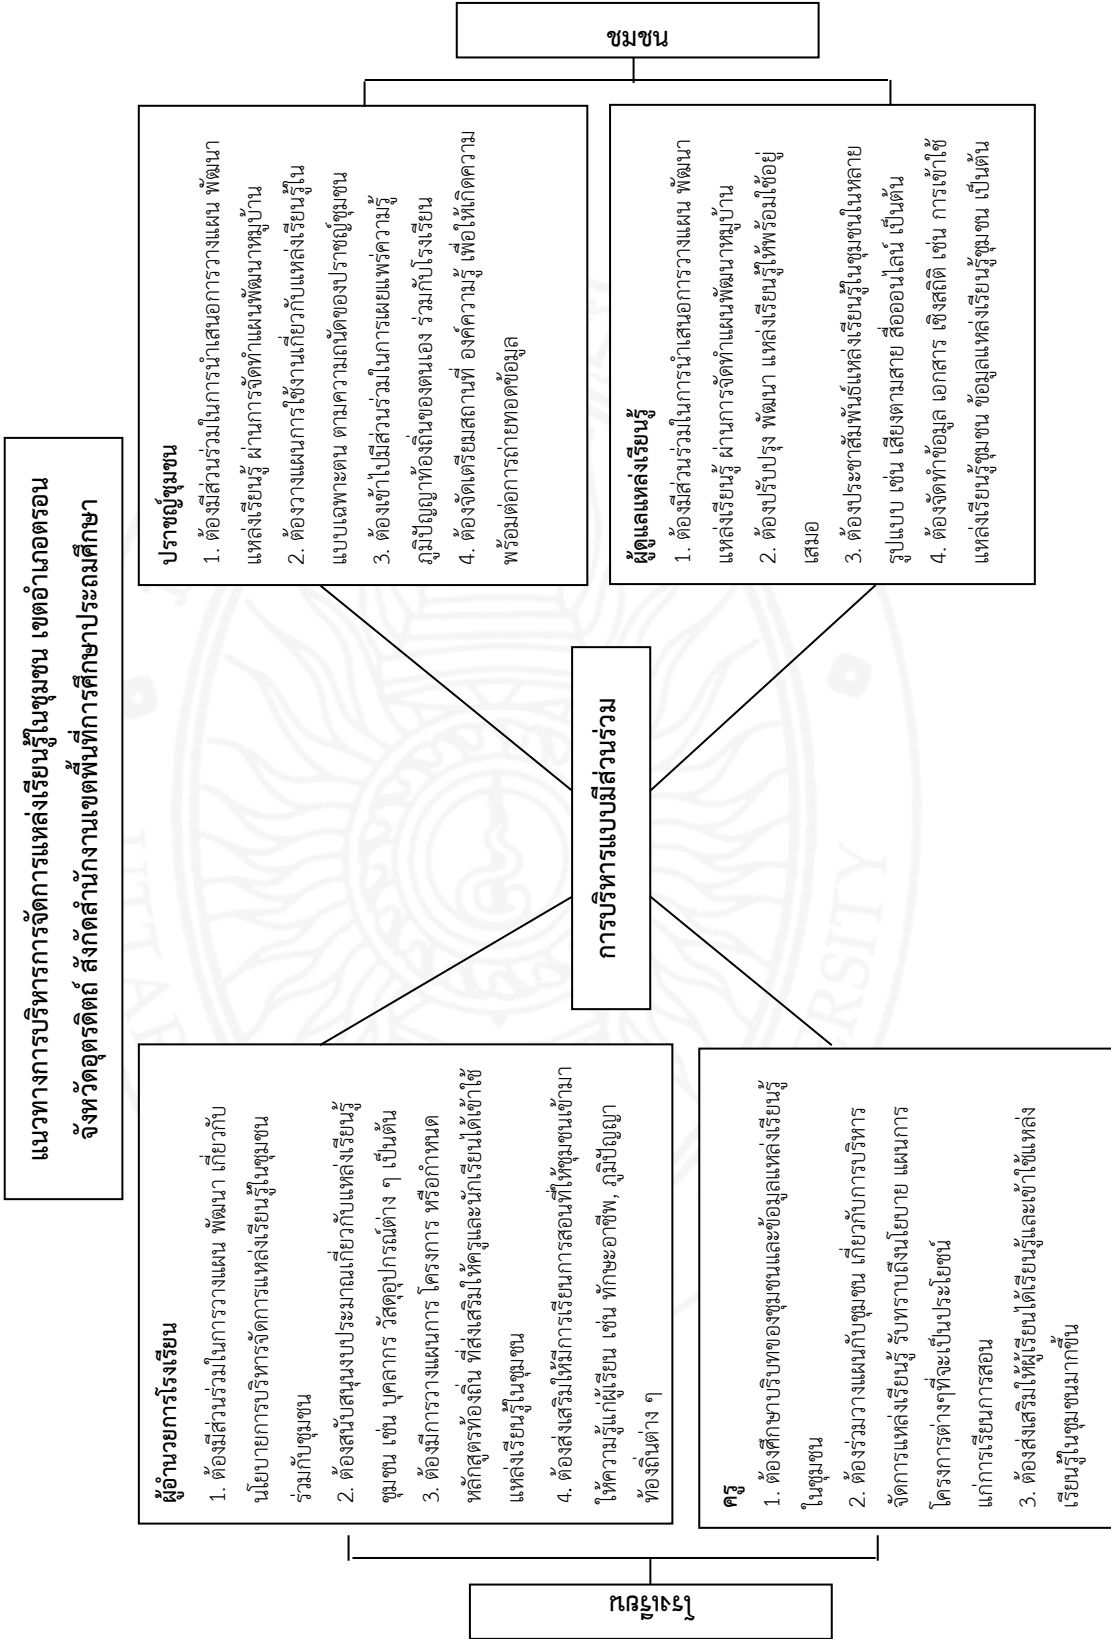 แนวทางการบริหารการจัดการแหล่งเรียนรู้ในชุมชน เขตอำเภอตรอน
จังหวัดอุตรดิตถ์ สังกัดสำนักงานเขตพื้นที่การศึกษาประถมศึกษา
โรงเรียน
ผู้อำนวยการโรงเรียน
1. ต้องมีส่วนร่วมในการวางแผน พัฒนา เกี่ยวกับ
นโยบายการบริหารจัดการแหล่งเรียนรู้ในชุมชน
ร่วมกับชุมชน
2. ต้องสนับสนุนงบประมาณเกี่ยวกับแหล่งเรียนรู้
ชุมชน เช่น บุคลากร วัสดุอุปกรณ์ต่าง ๆ เป็นต้น
3. ต้องมีการวางแผนการ โครงการ หรือกำหนด
หลักสูตรท้องถิ่น ที่ส่งเสริมให้ครูและนักเรียนได้เข้าใช้
แหล่งเรียนรู้ในชุมชน
4. ต้องส่งเสริมให้มีการเรียนการสอนที่ให้ชุมชนเข้ามา
ให้ความรู้แก่ผู้เรียน เช่น ทักษะอาชีพ, ภูมิปัญญา
ท้องถิ่นต่าง ๆ
ครู
1. ต้องศึกษาบริบทของชุมชนและข้อมูลแหล่งเรียนรู้
ในชุมชน
2. ต้องร่วมวางแผนกับชุมชน เกี่ยวกับการบริหาร
จัดการแหล่งเรียนรู้ รับทราบถึงนโยบาย แผนการ
โครงการต่างๆที่จะเป็นประโยชน์
แก่การเรียนการสอน
3. ต้องส่งเสริมให้ผู้เรียนได้เรียนรู้และเข้าใช้แหล่ง
เรียนรู้ในชุมชนมากขึ้น
การบริหารแบบมีส่วนร่วม
ปราชญ์ชุมชน
1. ต้องมีส่วนร่วมในการนำเสนอการวางแผน พัฒนา
แหล่งเรียนรู้ ผ่านการจัดทำแผนพัฒนาหมู่บ้าน
2. ต้องวางแผนการใช้งานเกี่ยวกับแหล่งเรียนรู้ใน
แบบเฉพาะตน ตามความถนัดของปราชญ์ชุมชน
3. ต้องเข้าไปมีส่วนร่วมในการเผยแพร่ความรู้
ภูมิปัญญาท้องถิ่นของตนเอง ร่วมกับโรงเรียน
4. ต้องจัดเตรียมสถานที่ องค์ความรู้ เพื่อให้เกิดความ
พร้อมต่อการถ่ายทอดข้อมูล
ผู้ดูแลแหล่งเรียนรู้
1. ต้องมีส่วนร่วมในการนำเสนอการวางแผน พัฒนา
แหล่งเรียนรู้ ผ่านการจัดทำแผนพัฒนาหมู่บ้าน
2. ต้องปรับปรุง พัฒนา แหล่งเรียนรู้ให้พร้อมใช้อยู่
เสมอ
3. ต้องประชาสัมพันธ์แหล่งเรียนรู้ในชุมชนในหลาย
รูปแบบ เช่น เสียงตามสาย สื่อออนไลน์ เป็นต้น
4. ต้องจัดทำข้อมูล เอกสาร เชิงสถิติ เช่น การเข้าใช้
แหล่งเรียนรู้ชุมชน ข้อมูลแหล่งเรียนรู้ชุมชน เป็นต้น
ชมชน